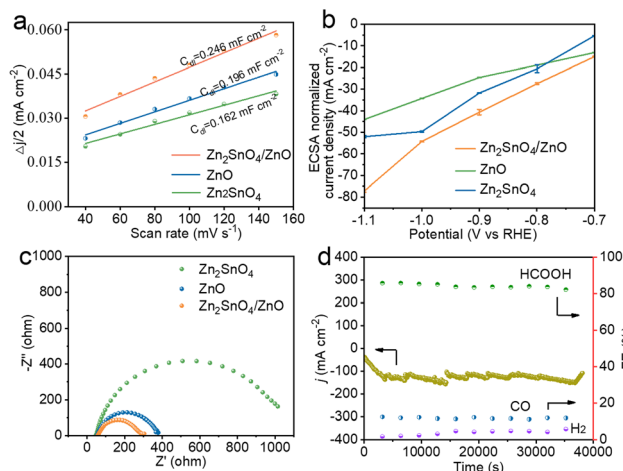 a
0.060
0.045
0.030
0.015
0.000
Δj/2 (mA cm⁻²)
C_dl=0.246 mF cm⁻²
C_dl=0.196 mF cm⁻²
C_dl=0.162 mF cm⁻²
Zn₂SnO₄/ZnO
ZnO
Zn₂SnO₄
40 60 80 100 120 140 160
Scan rate (mV s⁻¹)
b
0
-10
-20
-30
-40
-50
-60
-70
-80
ECSA normalized
current density (mA cm⁻²)
Zn₂SnO₄/ZnO
ZnO
Zn₂SnO₄
-1.1 -1.0 -0.9 -0.8 -0.7
Potential (V vs RHE)
c
1000
800
600
400
200
0
-Z" (ohm)
Zn₂SnO₄
ZnO
Zn₂SnO₄/ZnO
0 200 400 600 800 1000
Z' (ohm)
d
400
300
200
100
0
-100
-200
-300
-400
j (mA cm⁻²)
HCOOH
CO
H₂
100
80
40
0
0 10000 20000 30000 40000
Time (s)